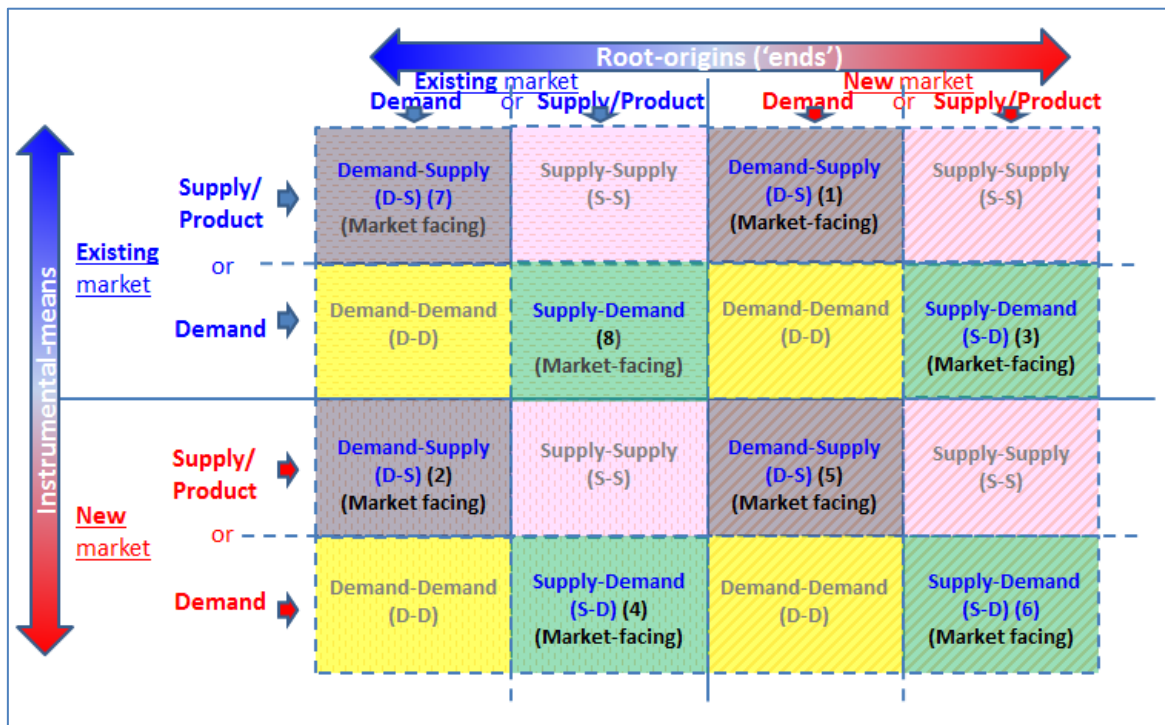 Root-origins ('ends')
Existing market
New market
Demand or Supply/Product
Demand or Supply/Product
Instrumental-means
Existing
market
Supply/
Product
or
Demand
New
market
Supply/
Product
or
Demand
Demand-Supply
(D-S) (7)
(Market facing)
Supply-Supply
(S-S)
Demand-Supply
(D-S) (1)
(Market-facing)
Supply-Supply
(S-S)
Demand-Demand
(D-D)
Supply-Demand
(8)
(Market-facing)
Demand-Demand
(D-D)
Supply-Demand
(S-D) (3)
(Market-facing)
Demand-Supply
(D-S) (2)
(Market facing)
Supply-Supply
(S-S)
Demand-Supply
(D-S) (5)
(Market facing)
Supply-Supply
(S-S)
Demand-Demand
(D-D)
Supply-Demand
(S-D) (4)
(Market-facing)
Demand-Demand
(D-D)
Supply-Demand
(S-D) (6)
(Market facing)